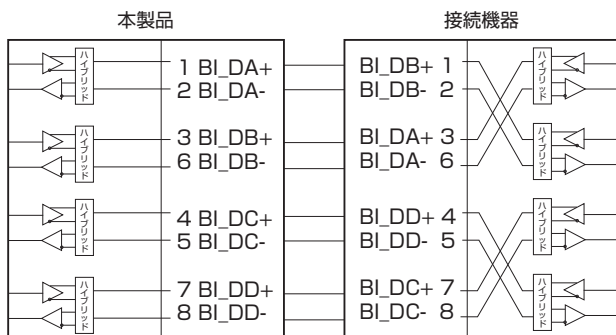 本製品
接続機器
ハイブリッド
1 BI_DA+
2 BI_DA-
BI_DB+ 1
BI_DB- 2
ハイブリッド
ハイブリッド
3 BI_DB+
6 BI_DB-
BI_DA+ 3
BI_DA- 6
ハイブリッド
ハイブリッド
4 BI_DC+
5 BI_DC-
BI_DD+ 4
BI_DD- 5
ハイブリッド
ハイブリッド
7 BI_DD+
8 BI_DD-
BI_DC+ 7
BI_DC- 8
ハイブリッド